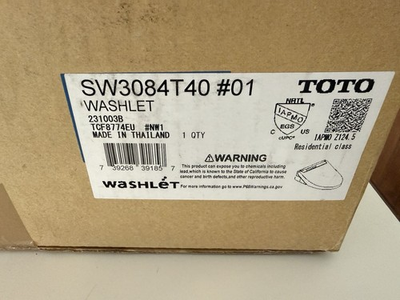 SW3084T40 #01
TOTO
WASHLET
231003B
TCF8774EU #NW1
MADE IN THAILAND 1 QTY
NRTL
IAPMO
EGS
C US
cUPC®
IAPMO Z124.5
Residential class
7 39268 39185 7
WASHLET
WARNING
This product can expose you to chemicals including
lead, which is known to the State of California to cause
cancer and birth defects, and other reproductive harm.
For more information go to www.P65Warnings.ca.gov